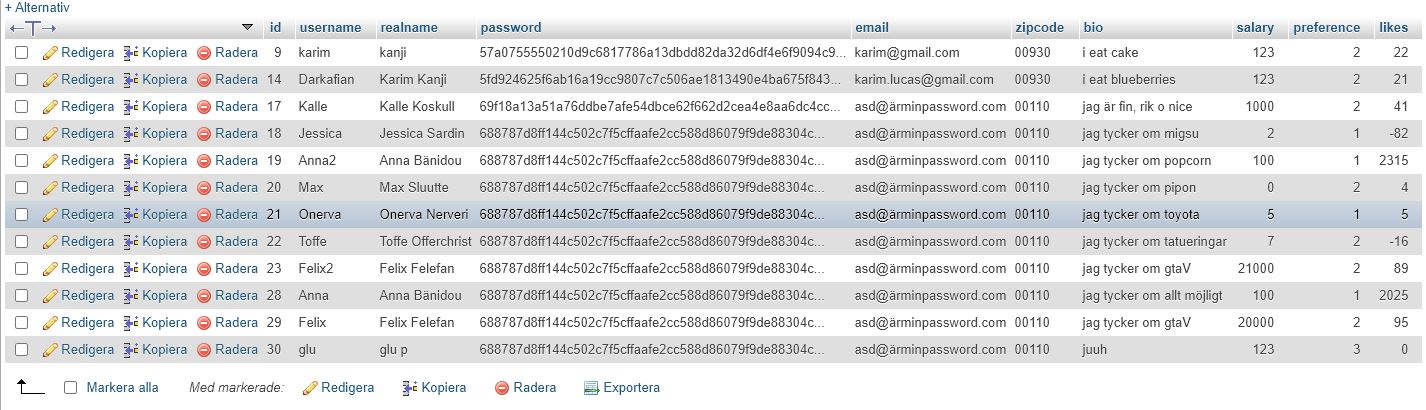 + Alternativ
id username realname password email zipcode bio salary preference likes
Redigera Kopiera Radera 9 karim kanji 57a0755550210d9c6817786a13dbdd82da32d6df4e6f9094c9... karim@gmail.com 00930 i eat cake 123 2 22
Redigera Kopiera Radera 14 Darkafian Karim Kanji 5fd924625f6ab16a19cc9807c7c506ae1813490e4ba675f843... karim.lucas@gmail.com 00930 i eat blueberries 123 2 21
Redigera Kopiera Radera 17 Kalle Kalle Koskull 69f18a13a51a76ddbe7afe54dbce62f662d2cea4e8aa6dc4cc... asd@ärminpassword.com 00110 jag är fin, rik o nice 1000 2 41
Redigera Kopiera Radera 18 Jessica Jessica Sardin 688787d8ff144c502c7f5cffaafe2cc588d86079f9de88304c... asd@ärminpassword.com 00110 jag tycker om migsu 2 1 -82
Redigera Kopiera Radera 19 Anna2 Anna Bänidou 688787d8ff144c502c7f5cffaafe2cc588d86079f9de88304c... asd@ärminpassword.com 00110 jag tycker om popcorn 100 1 2315
Redigera Kopiera Radera 20 Max Max Sluutte 688787d8ff144c502c7f5cffaafe2cc588d86079f9de88304c... asd@ärminpassword.com 00110 jag tycker om pipon 0 2 4
Redigera Kopiera Radera 21 Onerva Onerva Nerveri 688787d8ff144c502c7f5cffaafe2cc588d86079f9de88304c... asd@ärminpassword.com 00110 jag tycker om toyota 5 1 5
Redigera Kopiera Radera 22 Toffe Toffe Offerchrist 688787d8ff144c502c7f5cffaafe2cc588d86079f9de88304c... asd@ärminpassword.com 00110 jag tycker om tatueringar 7 2 -16
Redigera Kopiera Radera 23 Felix2 Felix Felefan 688787d8ff144c502c7f5cffaafe2cc588d86079f9de88304c... asd@ärminpassword.com 00110 jag tycker om gtaV 21000 2 89
Redigera Kopiera Radera 28 Anna Anna Bänidou 688787d8ff144c502c7f5cffaafe2cc588d86079f9de88304c... asd@ärminpassword.com 00110 jag tycker om allt möjligt 100 1 2025
Redigera Kopiera Radera 29 Felix Felix Felefan 688787d8ff144c502c7f5cffaafe2cc588d86079f9de88304c... asd@ärminpassword.com 00110 jag tycker om gtaV 20000 2 95
Redigera Kopiera Radera 30 glu glu p 688787d8ff144c502c7f5cffaafe2cc588d86079f9de88304c... asd@ärminpassword.com 00110 juuh 123 3 0
Markera alla Med markerade: Redigera Kopiera Radera Exportera